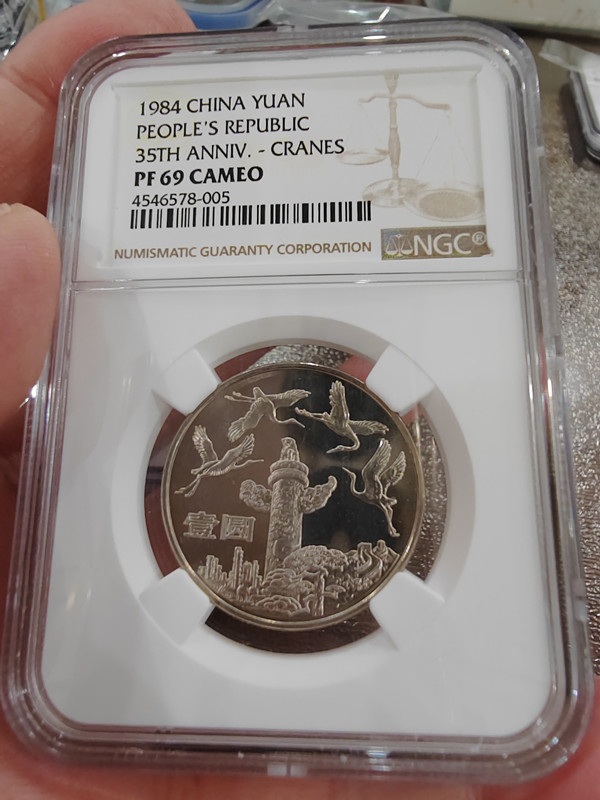 1984 CHINA YUAN
PEOPLE'S REPUBLIC
35TH ANNIV. - CRANES
PF 69 CAMEO
4546578-005
NUMISMATIC GUARANTY CORPORATION
NGC®
壹圆